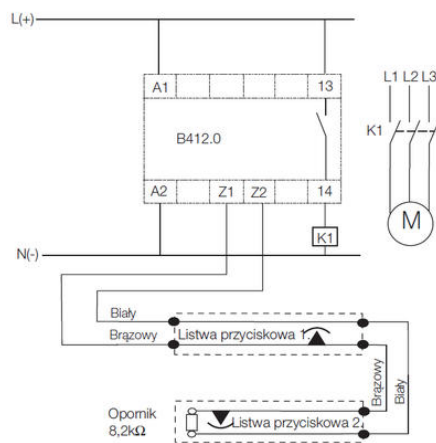 L(+)
A1
13
L1 L2 L3
B412.0
K1
A2
Z1
Z2
14
M
K1
N(-)
Biały
Brązowy
Listwa przyciskowa 1.
Brązowy
Biały
Opornik
8,2kΩ
Listwa przyciskowa 2.